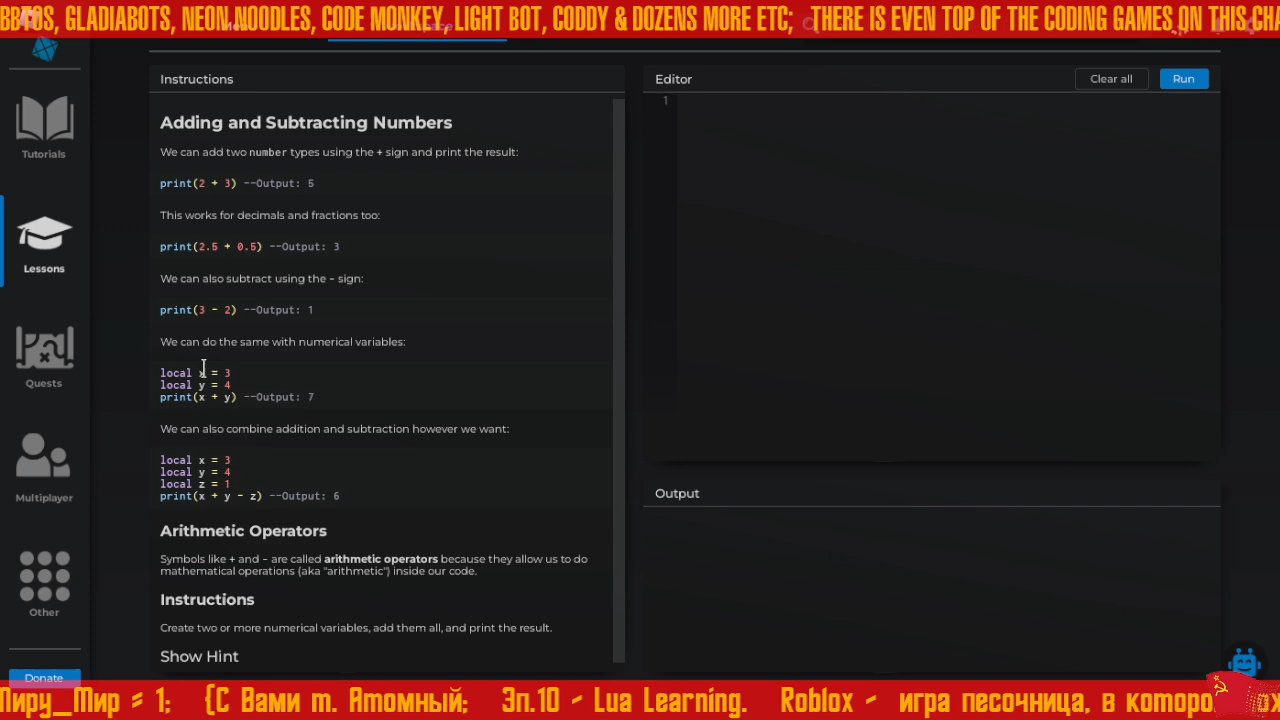 BBTOS, GLADIABOTS, NEON NOODLES, CODE MONKEY, LIGHT BOT, CODDY & DOZENS MORE ETC; THERE IS EVEN TOP OF THE CODING GAMES ON THIS CHA
Tutorials
Lessons
Quests
Multiplayer
Other
Donate
Instructions
Adding and Subtracting Numbers
We can add two number types using the + sign and print the result:
print(2 + 3) --Output: 5
This works for decimals and fractions too:
print(2.5 + 0.5) --Output: 3
We can also subtract using the - sign:
print(3 - 2) --Output: 1
We can do the same with numerical variables:
local x = 3
local y = 4
print(x + y) --Output: 7
We can also combine addition and subtraction however we want:
local x = 3
local y = 4
local z = 1
print(x + y - z) --Output: 6
Arithmetic Operators
Symbols like + and - are called arithmetic operators because they allow us to do
mathematical operations (aka "arithmetic") inside our code.
Instructions
Create two or more numerical variables, add them all, and print the result.
Show Hint
Editor
Clear all
Run
1
Output
Пиру_Мир = 1; {С Вами т. Атомный; Эп.10 - Lua Learning. Roblox - игра песочница, в которо